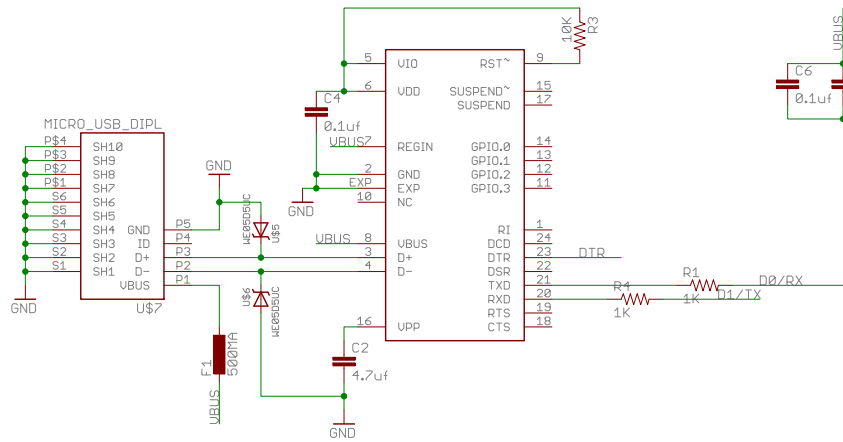 10K
R3
VBUS
5
VIO
RST~
9
6
VDD
SUSPEND~
15
SUSPEND
17
C4
0.1uf
C6
0.1uf
MICRO_USB_DIPL
VBUS
7
REGIN
GPIO.0
14
GPIO.1
13
GPIO.2
12
GPIO.3
11
2
GND
EXP
EXP
10
NC
GND
P$4
SH10
P$3
SH9
P$2
SH8
P$1
SH7
S6
SH6
S5
SH5
S4
SH4
GND
P5
S3
SH3
ID
P4
S2
SH2
D+
P3
S1
SH1
D-
P2
VBUS
P1
GND
U$7
GND
WE05D5UC
U$5
U$6
WE05D5UC
RI
1
VBUS
8
VBUS
DCD
24
3
D+
DTR
23
DTR
4
D-
DSR
22
TXD
21
R1
1K
D0/RX
RXD
20
R4
1K
D1/TX
RTS
19
16
VPP
CTS
18
F1
500MA
VBUS
C2
4.7uf
GND